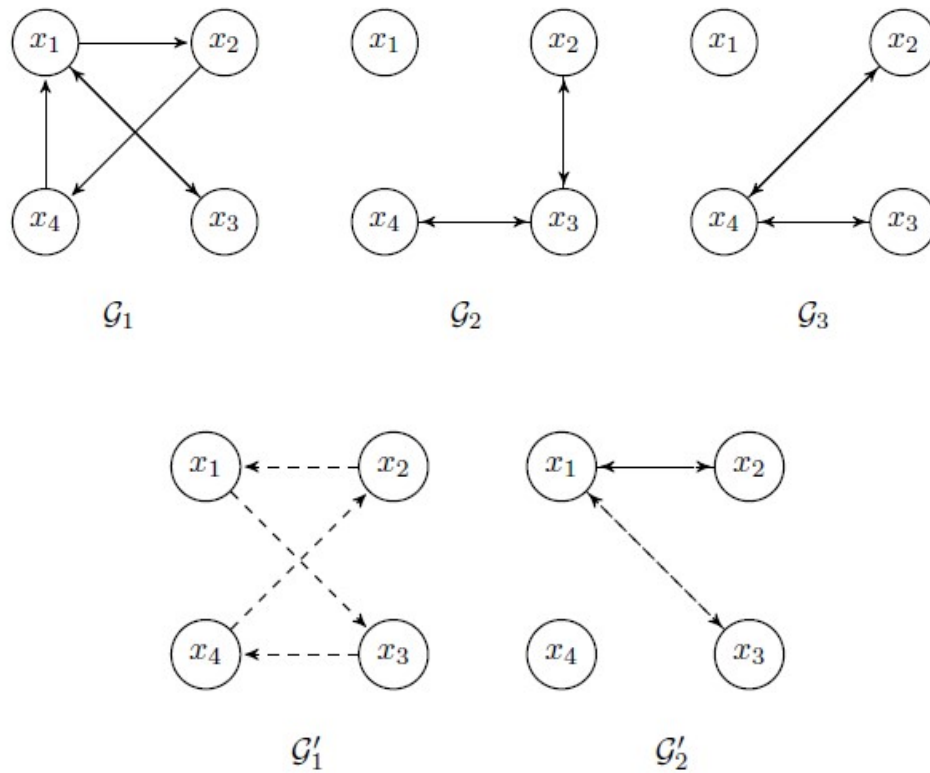 x₁ x₂ x₁ x₂ x₁ x₂
x₄ x₃ x₄ x₃ x₄ x₃
𝒢₁ 𝒢₂ 𝒢₃
x₁ x₂ x₁ x₂
x₄ x₃ x₄ x₃
𝒢′₁ 𝒢′₂